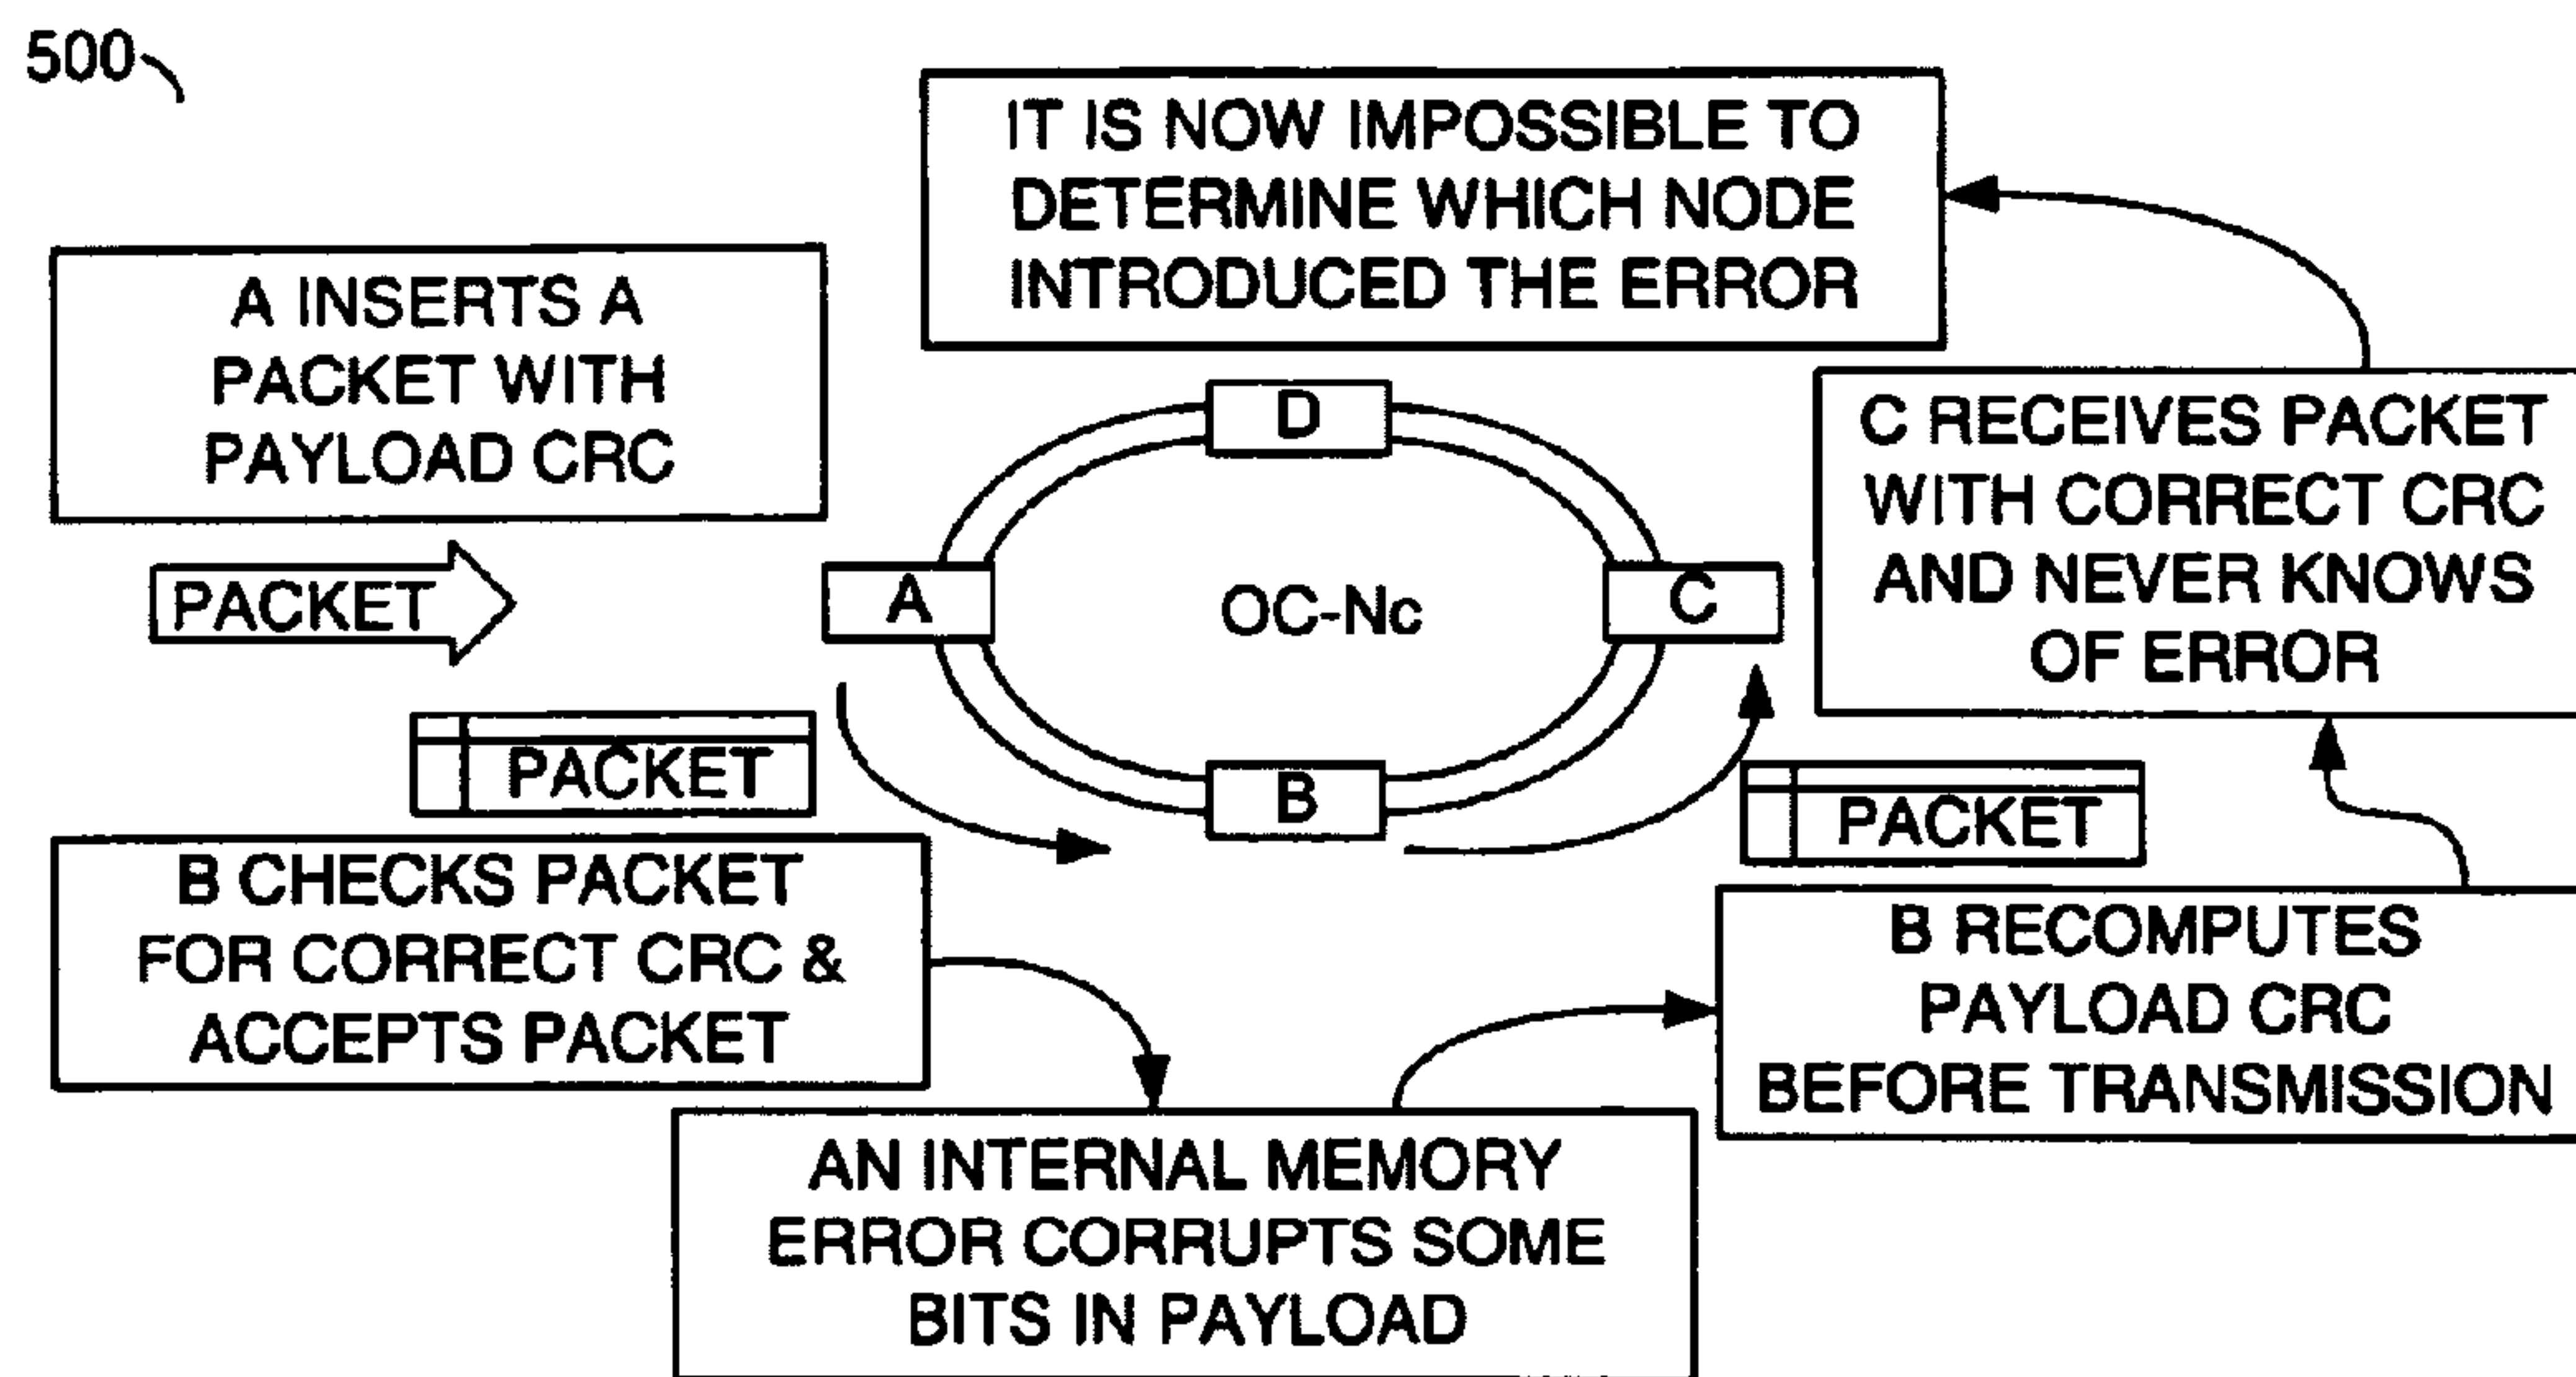 500
IT IS NOW IMPOSSIBLE TO
DETERMINE WHICH NODE
INTRODUCED THE ERROR
A INSERTS A
PACKET WITH
PAYLOAD CRC
D
C RECEIVES PACKET
WITH CORRECT CRC
AND NEVER KNOWS
OF ERROR
PACKET
A
OC-Nc
C
PACKET
B
PACKET
B CHECKS PACKET
FOR CORRECT CRC &
ACCEPTS PACKET
B RECOMPUTES
PAYLOAD CRC
BEFORE TRANSMISSION
AN INTERNAL MEMORY
ERROR CORRUPTS SOME
BITS IN PAYLOAD